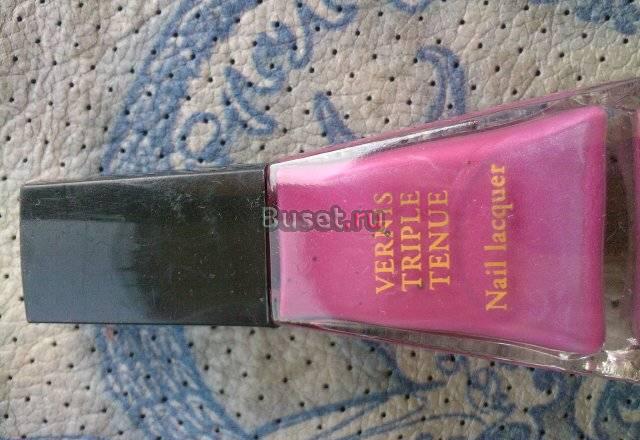 VERNIS
TRIPLE
TENUE
Nail lacquer
Buset.ru